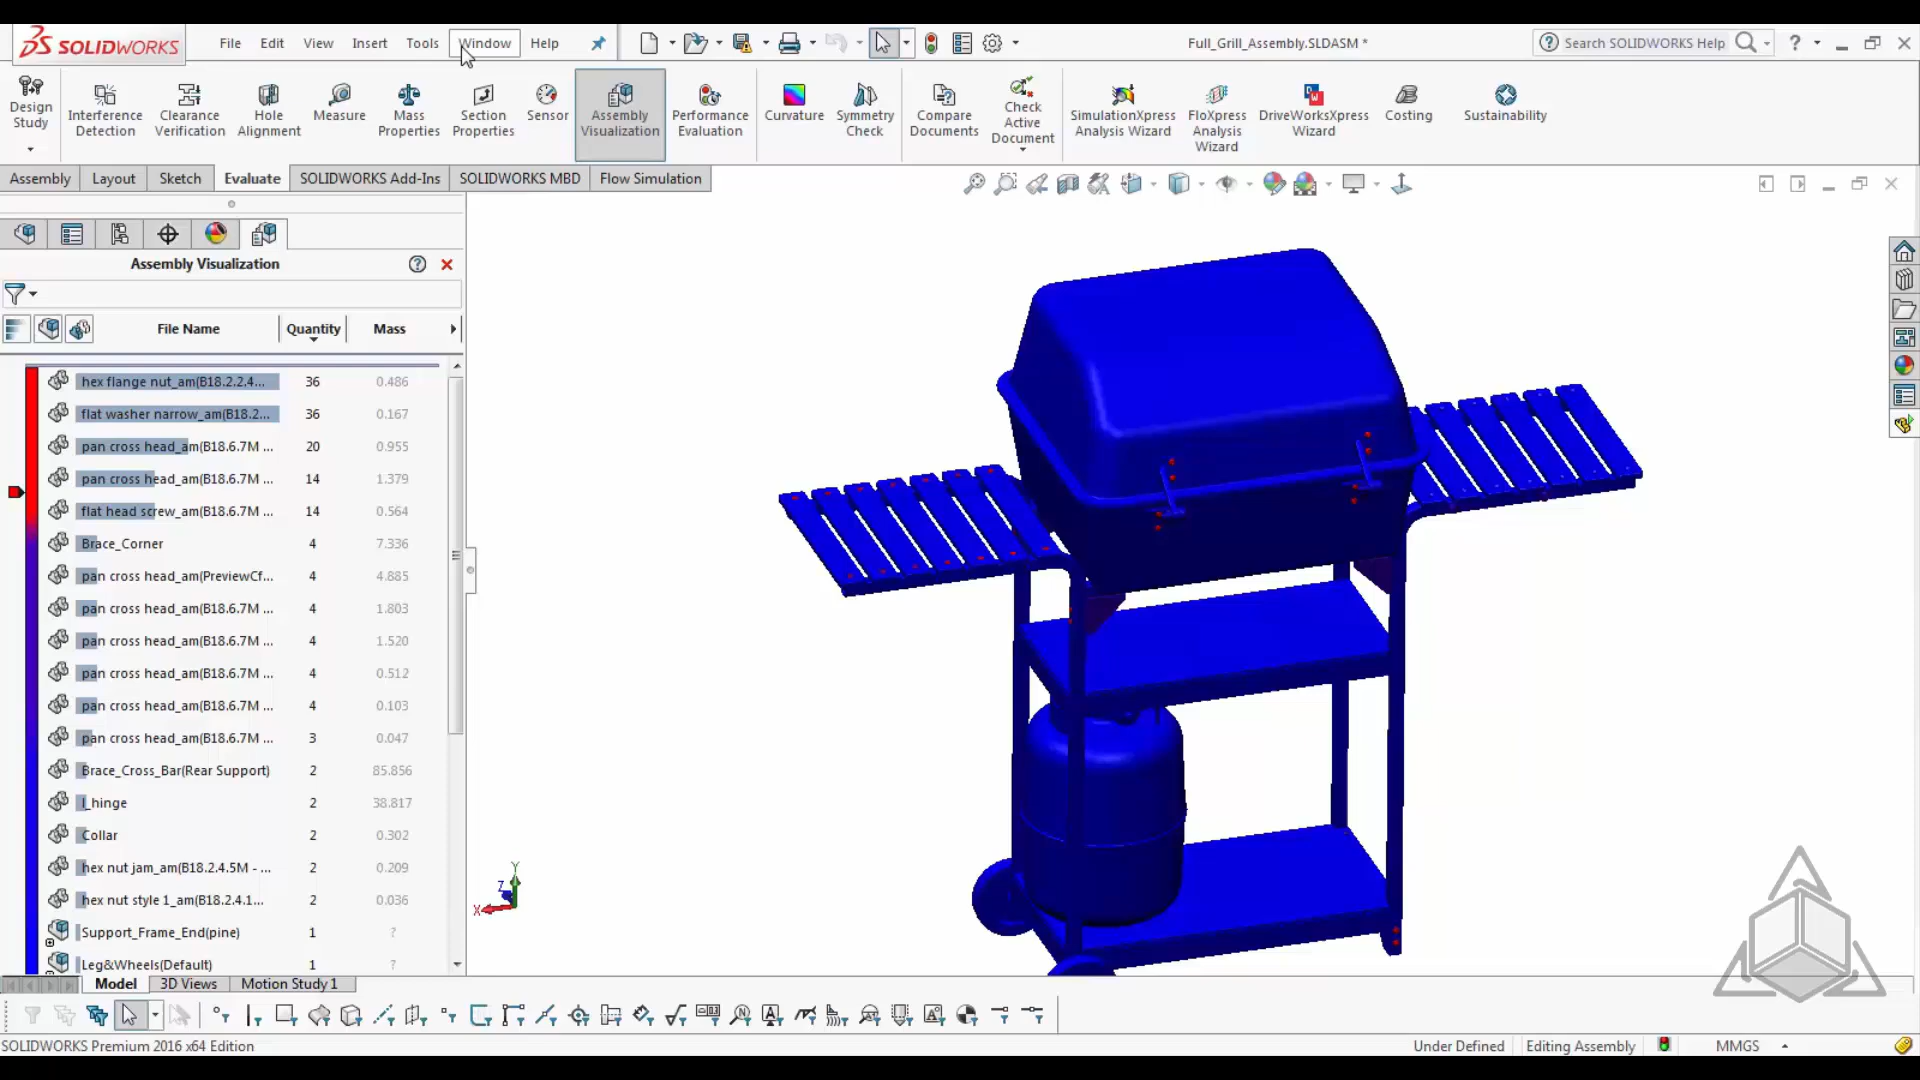 SOLIDWORKS
File Edit View Insert Tools Window Help
Full_Grill_Assembly.SLDASM *
Search SOLIDWORKS Help
Design Study
Interference Detection
Clearance Verification
Hole Alignment
Measure
Mass Properties
Section Properties
Sensor
Assembly Visualization
Performance Evaluation
Curvature
Symmetry Check
Compare Documents
Check Active Document
SimulationXpress Analysis Wizard
FloXpress Analysis Wizard
DriveWorksXpress Wizard
Costing
Sustainability
Assembly Layout Sketch Evaluate SOLIDWORKS Add-Ins SOLIDWORKS MBD Flow Simulation
Assembly Visualization
File Name Quantity Mass
hex flange nut_am(B18.2.2.4... 36 0.486
flat washer narrow_am(B18.2... 36 0.167
pan cross head_am(B18.6.7M ... 20 0.955
pan cross head_am(B18.6.7M ... 14 1.379
flat head screw_am(B18.6.7M ... 14 0.564
Brace_Corner 4 7.336
pan cross head_am(PreviewCf... 4 4.885
pan cross head_am(B18.6.7M ... 4 1.803
pan cross head_am(B18.6.7M ... 4 1.520
pan cross head_am(B18.6.7M ... 4 0.512
pan cross head_am(B18.6.7M ... 4 0.103
pan cross head_am(B18.6.7M ... 3 0.047
Brace_Cross_Bar(Rear Support) 2 85.856
l_hinge 2 38.817
Collar 2 0.302
hex nut jam_am(B18.2.4.5M - ... 2 0.209
hex nut style 1_am(B18.2.4.1... 2 0.036
Support_Frame_End(pine) 1 ?
Leg&Wheels(Default) 1 ?
Y
Z
X
Model 3D Views Motion Study 1
SOLIDWORKS Premium 2016 x64 Edition
Under Defined Editing Assembly MMGS